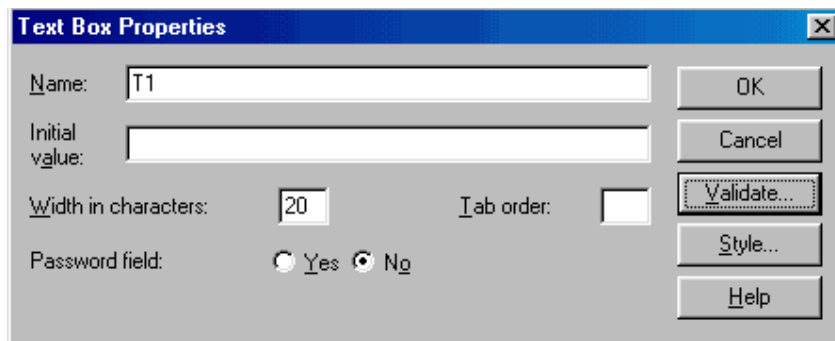 Text Box Properties
Name: T1
OK
Initial value:
Cancel
Width in characters: 20 Tab order:
Validate...
Password field: Yes No
Style...
Help